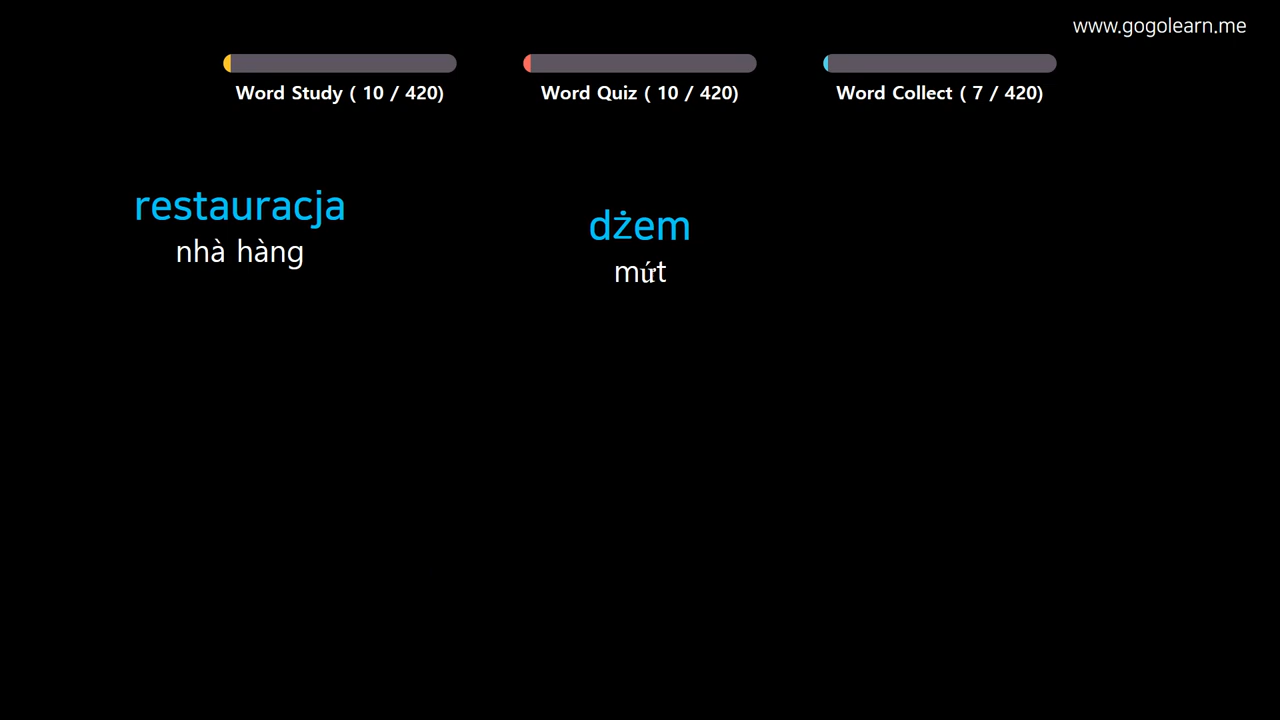 www.gogolearn.me
Word Study ( 10 / 420)
Word Quiz ( 10 / 420)
Word Collect ( 7 / 420)
restauracja
nhà hàng
dżem
mứt